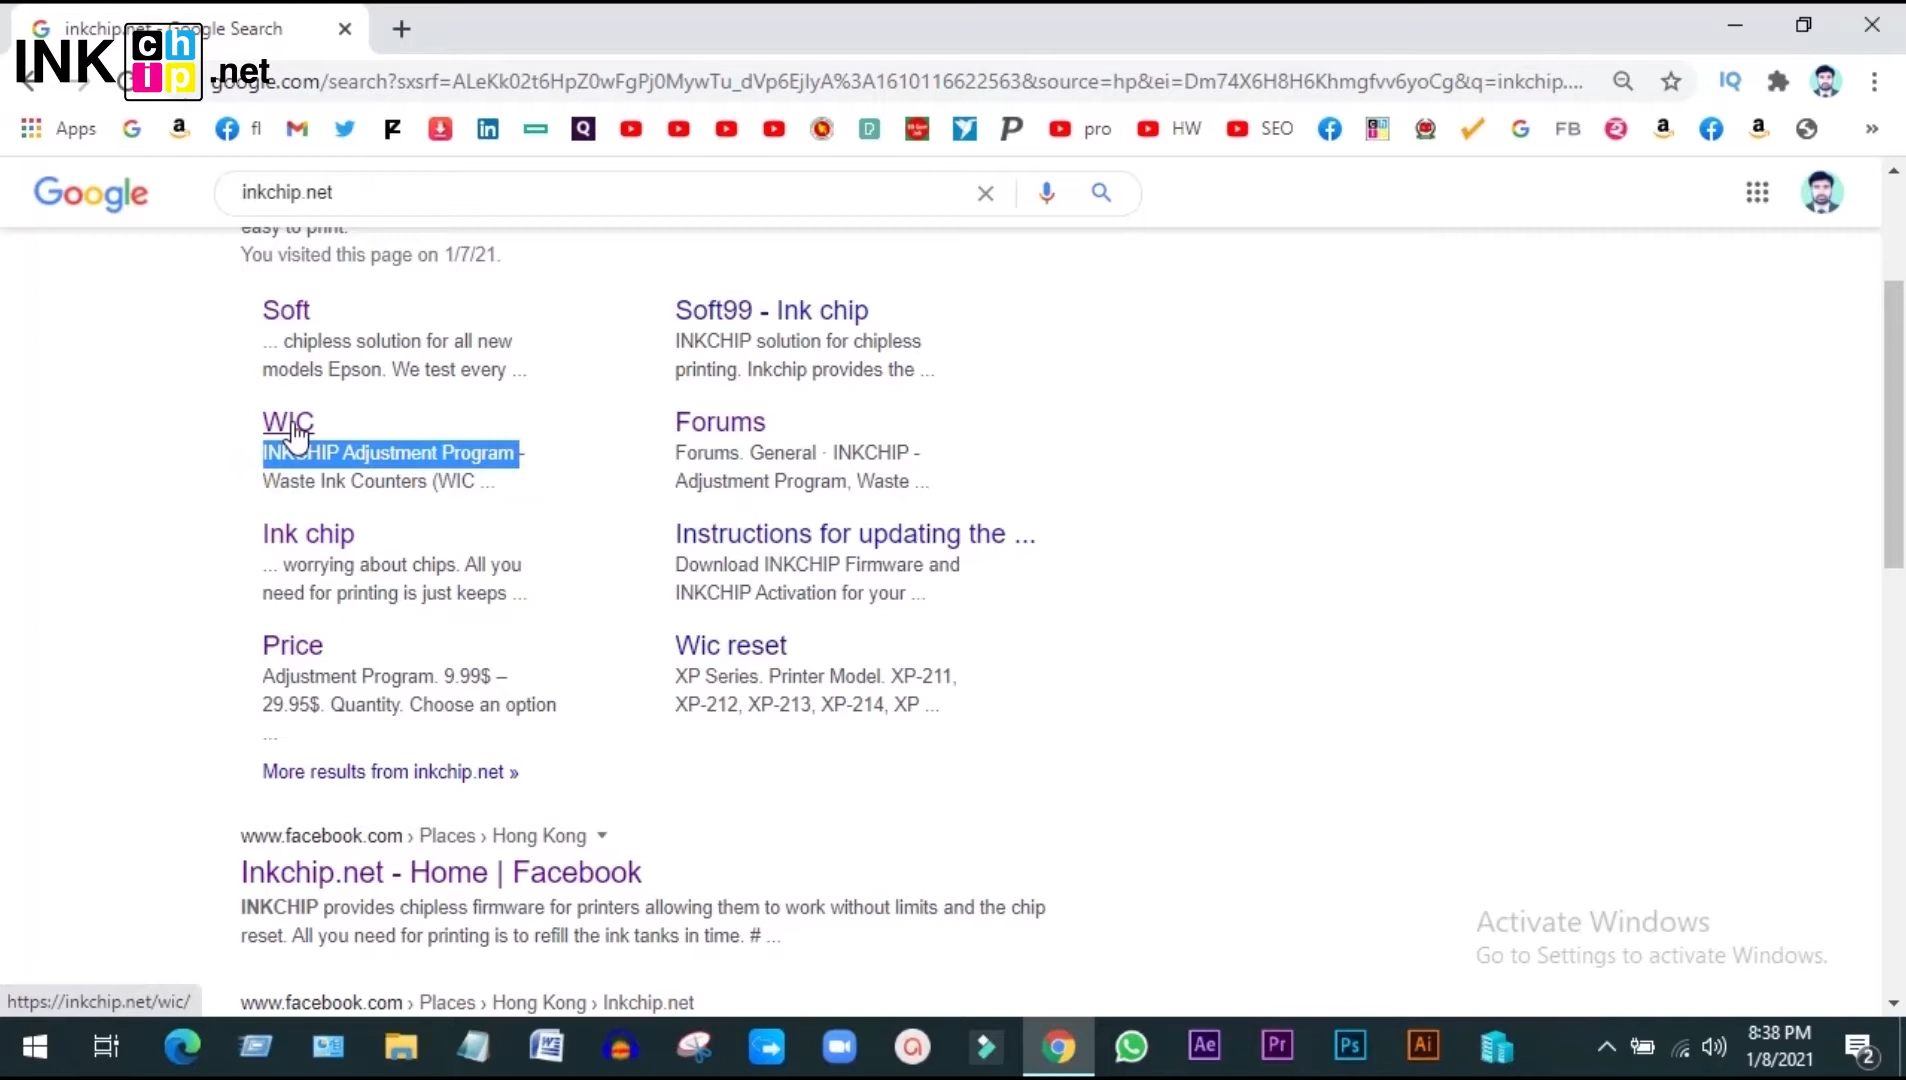 inkchip.net - Google Search
INK chip .net
google.com/search?sxsrf=ALeKk02t6HpZ0wFgPj0MywTu_dVp6EjlyA%3A1610116622563&source=hp&ei=Dm74X6H8H6Khmgfvv6yoCg&q=inkchip....
Apps fl pro HW SEO FB
Google inkchip.net
easy to print.
You visited this page on 1/7/21.
Soft
... chipless solution for all new
models Epson. We test every ...
Soft99 - Ink chip
INKCHIP solution for chipless
printing. Inkchip provides the ...
WIC
INKCHIP Adjustment Program -
Waste Ink Counters (WIC ...
Forums
Forums. General · INKCHIP -
Adjustment Program, Waste ...
Ink chip
... worrying about chips. All you
need for printing is just keeps ...
Instructions for updating the ...
Download INKCHIP Firmware and
INKCHIP Activation for your ...
Price
Adjustment Program. 9.99$ –
29.95$. Quantity. Choose an option
...
Wic reset
XP Series. Printer Model. XP-211,
XP-212, XP-213, XP-214, XP ...
More results from inkchip.net »
www.facebook.com › Places › Hong Kong
Inkchip.net - Home | Facebook
INKCHIP provides chipless firmware for printers allowing them to work without limits and the chip
reset. All you need for printing is to refill the ink tanks in time. # ...
Activate Windows
Go to Settings to activate Windows.
https://inkchip.net/wic/
www.facebook.com › Places › Hong Kong › Inkchip.net
Ae Pr Ps Ai
8:38 PM
1/8/2021
2